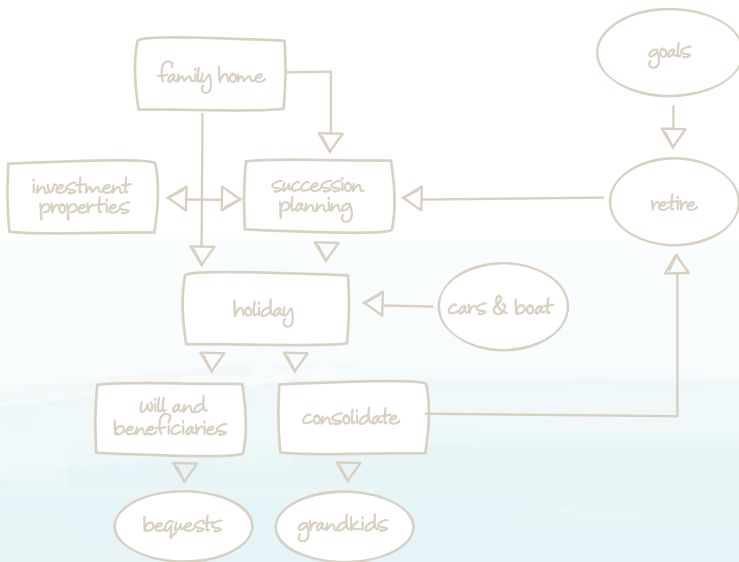 goals
family home
investment
properties
succession
planning
retire
holiday
cars & boat
will and
beneficiaries
consolidate
bequests
grandkids